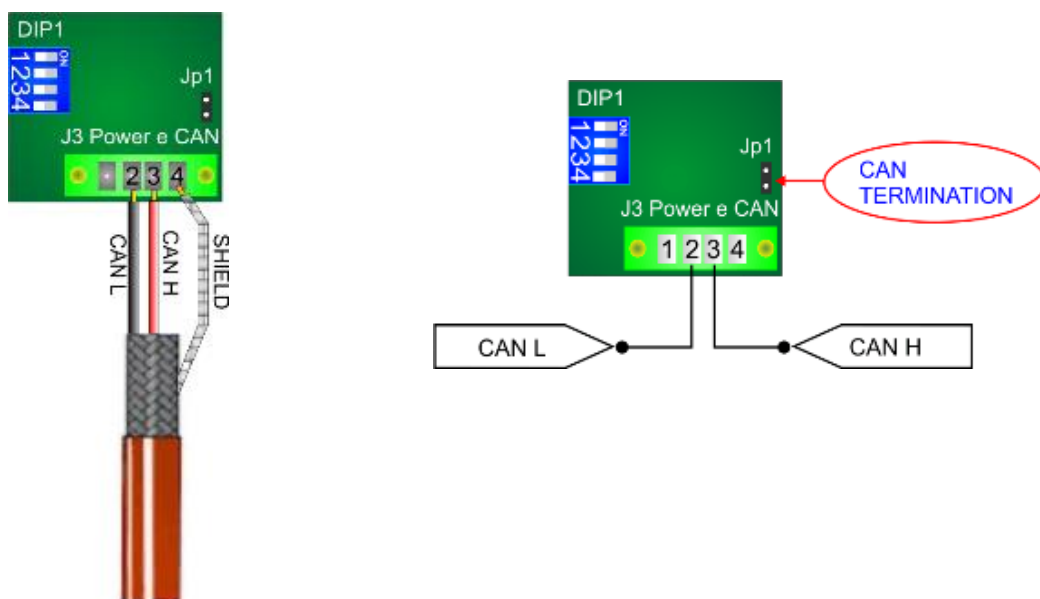 DIP1
ON
1234
Jp1
J3 Power e CAN
2 3 4
CAN L
CAN H
SHIELD
DIP1
ON
1234
Jp1
J3 Power e CAN
1 2 3 4
CAN
TERMINATION
CAN L
CAN H